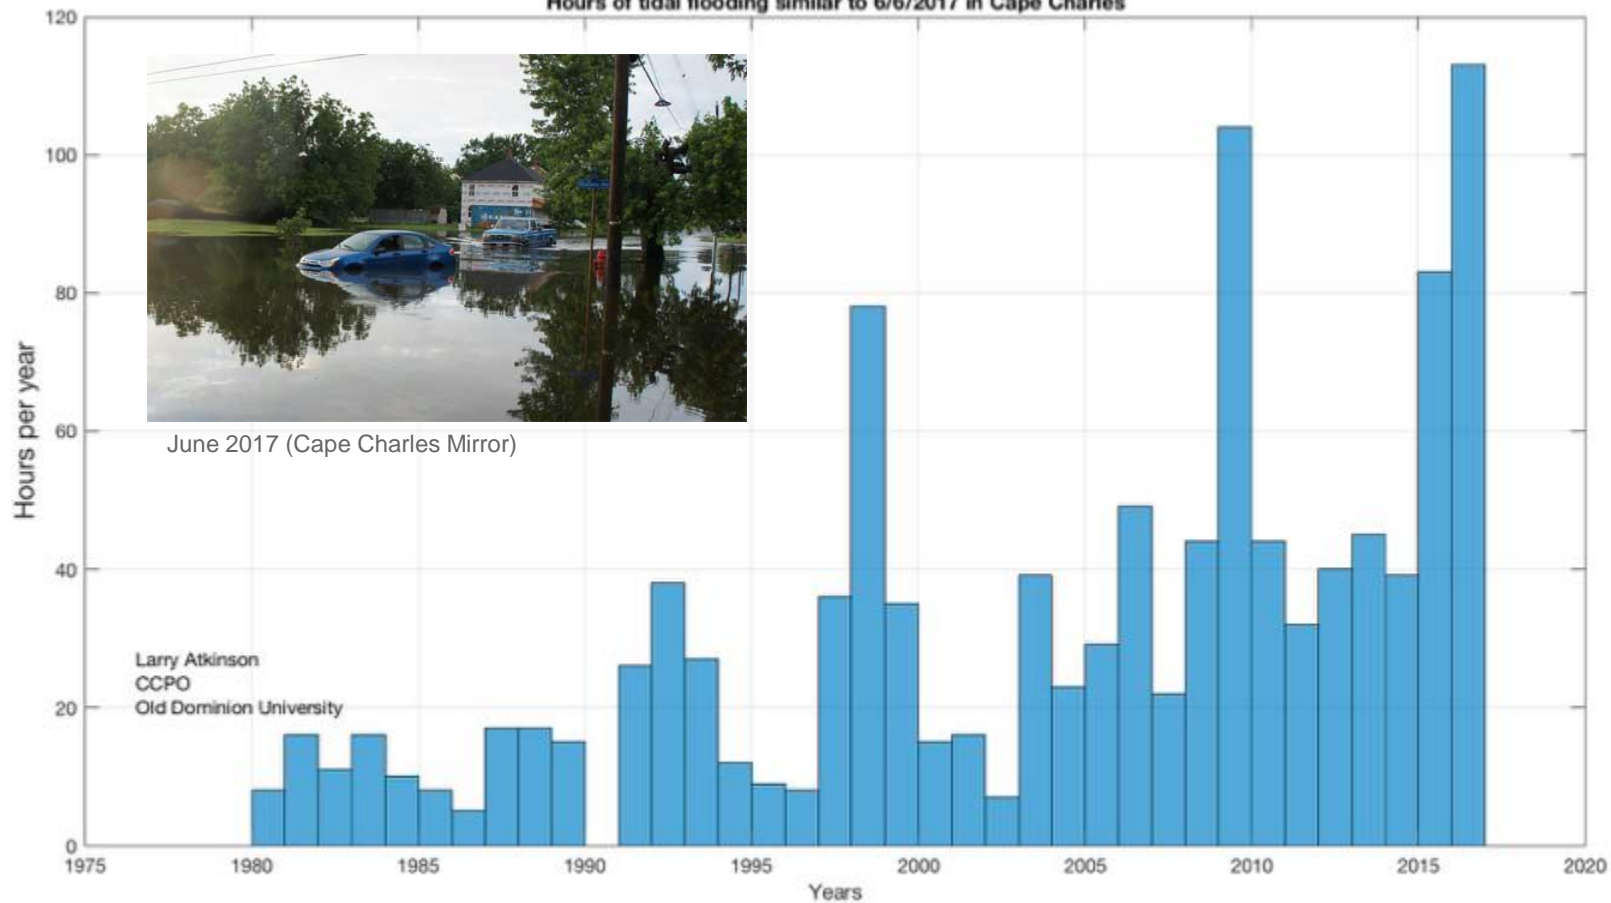 Hours of tidal flooding similar to 6/6/2017 in Cape Charles
120
100
80
60
40
20
0
Hours per year
June 2017 (Cape Charles Mirror)
Larry Atkinson
CCPO
Old Dominion University
1975 1980 1985 1990 1995 2000 2005 2010 2015 2020
Years